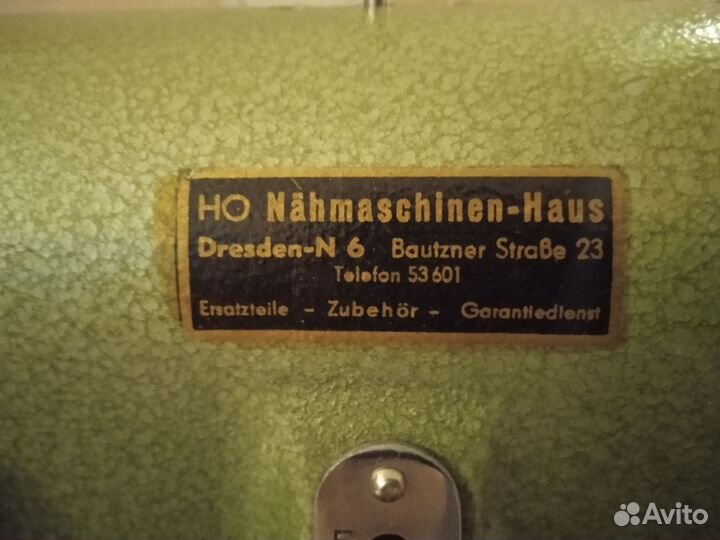 HO Nähmaschinen-Haus
Dresden-N 6 Bautzner Straße 23
Telefon 53 601
Ersatzteile - Zubehör - Garantiedienst
Avito